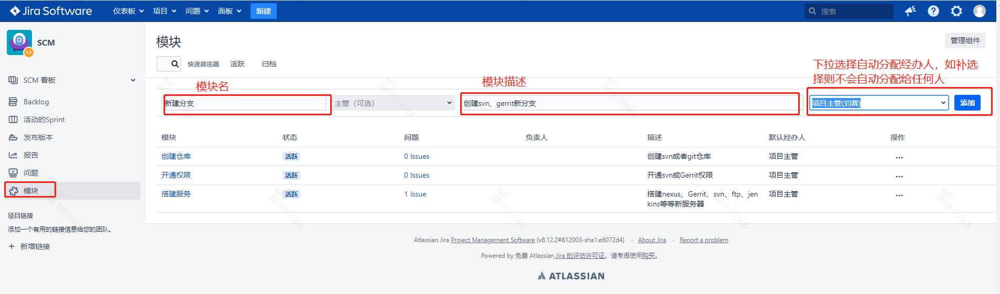 Jira Software 仪表板 项目 问题 面板 新建 搜索
SCM
模块
管理组件
快速筛选器 活跃 归档
下拉选择自动分配经办人，如补选
择则不会自动分配给任何人
SCM 看板
模块名
模块描述
Backlog
新建分支 主管（可选） 创建svn、gerrit新分支 项目主管(刘蓉) 添加
活动的Sprint
发布版本
模块 状态 问题 负责人 描述 默认经办人 操作
报告
创建仓库 活跃 0 Issues 创建svn或者git仓库 项目主管
问题
开通权限 活跃 0 Issues 开通svn或Gerrit权限 项目主管
模块
搭建服务 活跃 1 Issue 搭建nexus、Gerrit、svn、ftp、jen 项目主管
kins等等新服务器
项目链接
添加一个有用的链接信息给您的团队。
新增链接
Atlassian Jira Project Management Software (v8.12.2#812003-sha1:e6072d4) · About Jira · Report a problem
Powered by 免费 Atlassian Jira 的评估许可证。请考虑使用购买。
ATLASSIAN
2020-10-13 11:16:25